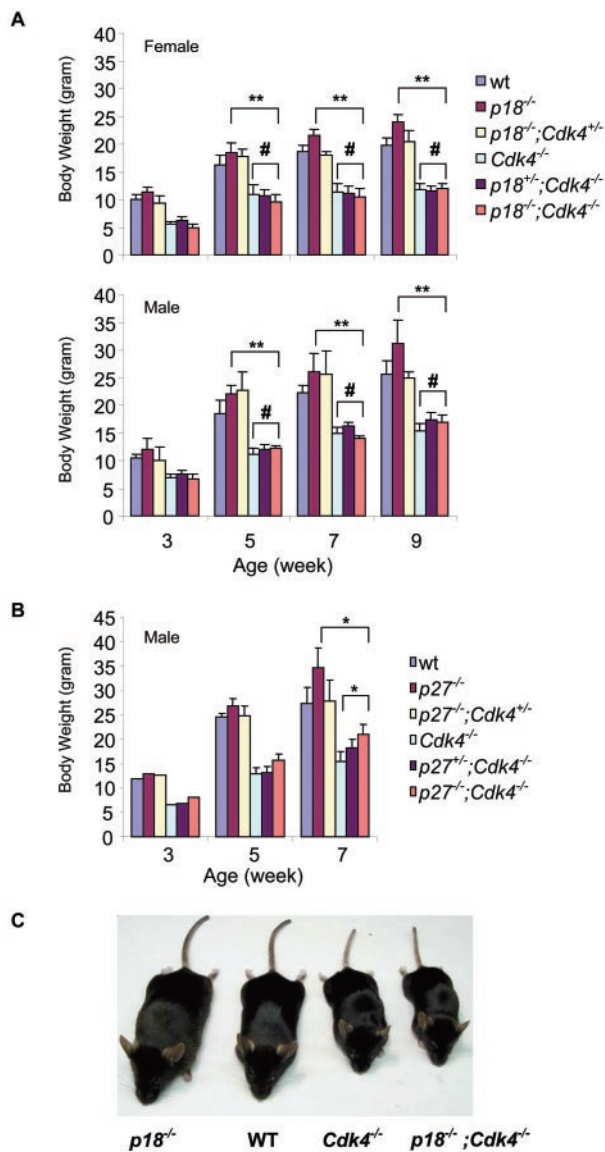 A
Female
Body Weight (gram)
40
35
30
25
20
15
10
5
0
**
**
**
#
#
#
wt
p18-/-
p18-/-;Cdk4+/-
Cdk4-/-
p18+/-;Cdk4-/-
p18-/-;Cdk4-/-
Male
Body Weight (gram)
40
35
30
25
20
15
10
5
0
**
**
**
#
#
#
3 5 7 9
Age (week)
B
Male
Body Weight (gram)
45
40
35
30
25
20
15
10
5
0
*
*
wt
p27-/-
p27-/-;Cdk4+/-
Cdk4-/-
p27+/-;Cdk4-/-
p27-/-;Cdk4-/-
3 5 7
Age (week)
C
p18-/- WT Cdk4-/- p18-/- ;Cdk4-/-